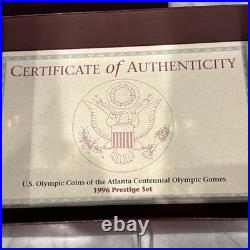 CERTIFICATE of AUTHENTICITY
U.S. Olympic Coins of the Atlanta Centennial Olympic Games
1996 Prestige Set